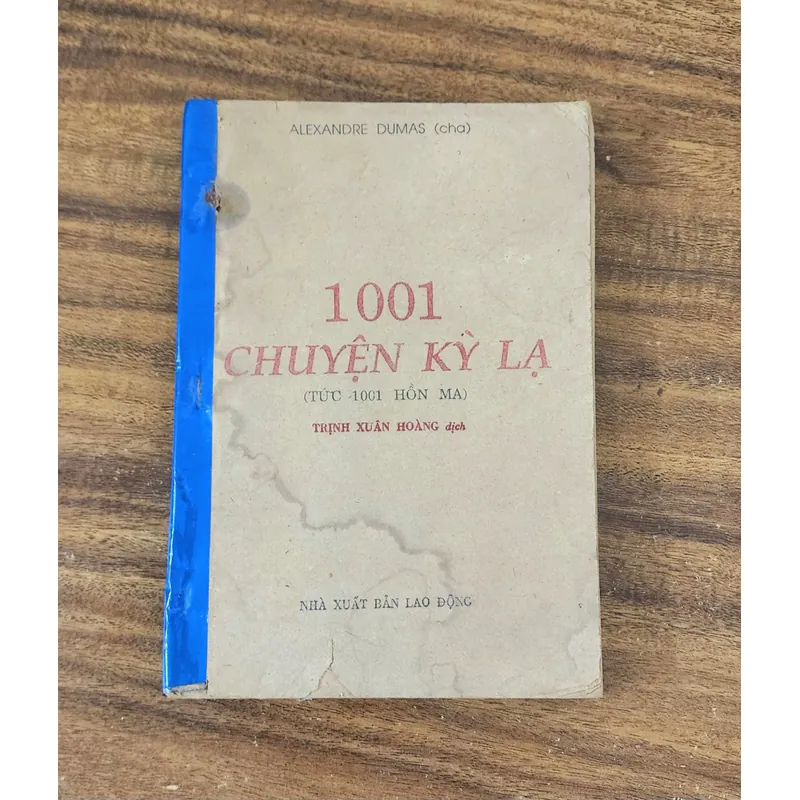 ALEXANDRE DUMAS (cha)
1001
CHUYỆN KỲ LẠ
(TỨC 1001 HỒN MA)
TRỊNH XUÂN HOÀNG dịch
NHÀ XUẤT BẢN LAO ĐỘNG